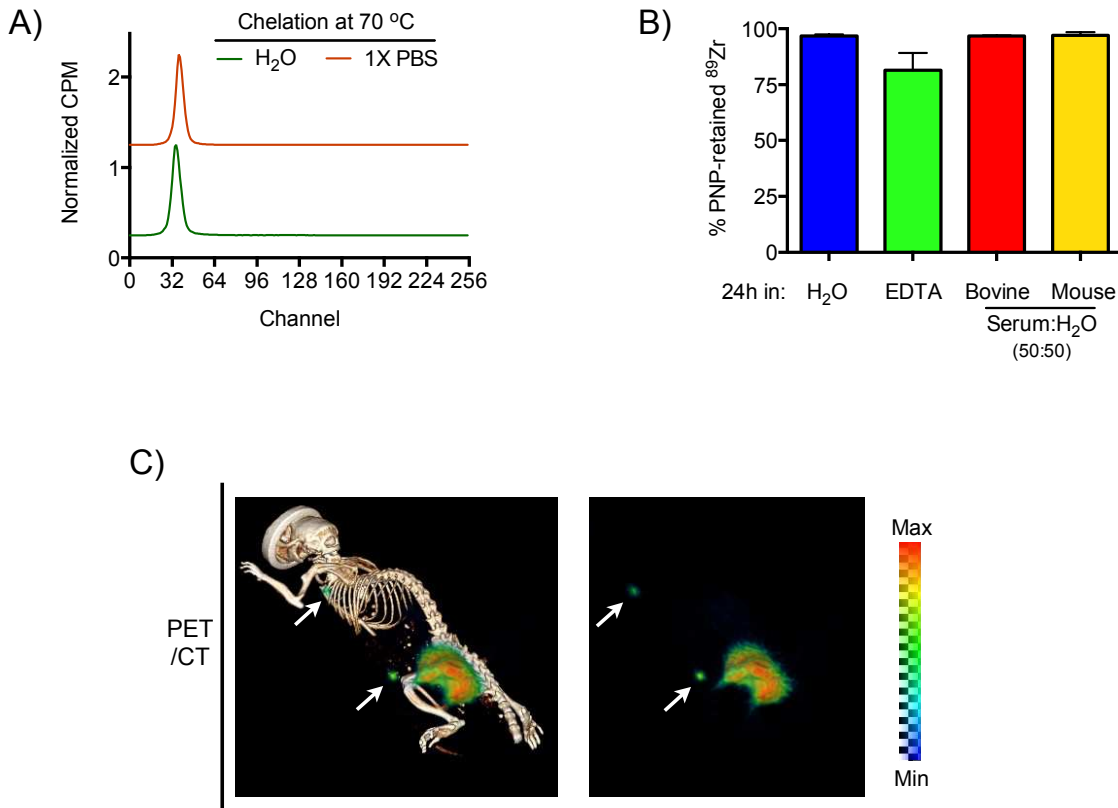 A)
Chelation at 70 ºC
H₂O 1X PBS
Normalized CPM
2
1
0
0 32 64 96 128 160 192 224 256
Channel
B)
% PNP-retained ⁸⁹Zr
100
75
50
25
0
24h in: H₂O EDTA Bovine Mouse
Serum:H₂O
(50:50)
C)
PET
/CT
Max
Min